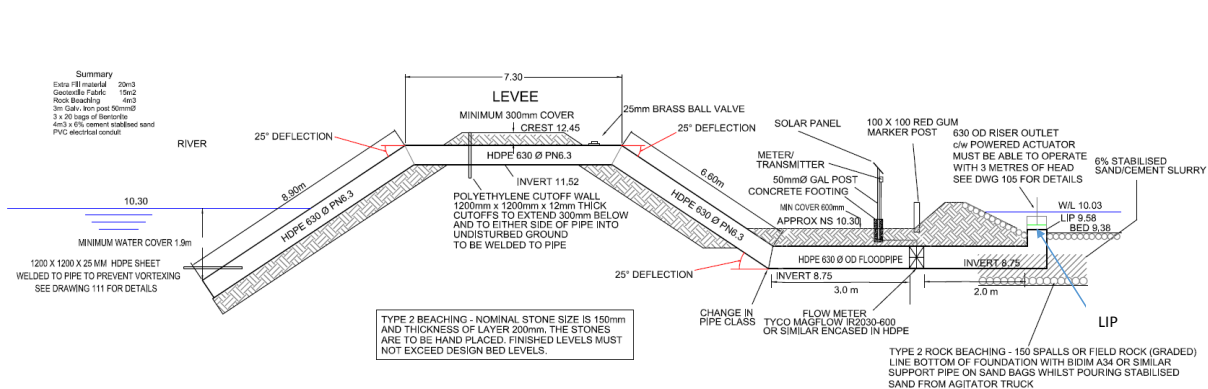 Summary
Extra Fill material 20m3
Geotextile Fabric 15m2
Rock Beaching 4m3
3m Galv. Iron post 50mmØ
3 x 20 bags of Bentonite
4m3 x 6% cement stabilised sand
PVC electrical conduit
RIVER
10.30
MINIMUM WATER COVER 1.9m
1200 X 1200 X 25 MM HDPE SHEET
WELDED TO PIPE TO PREVENT VORTEXING
SEE DRAWING 111 FOR DETAILS
25° DEFLECTION
8.90m
HDPE 630 Ø PN6.3
7.30
LEVEE
MINIMUM 300mm COVER
CREST 12.45
HDPE 630 Ø PN6.3
INVERT 11.52
POLYETHYLENE CUTOFF WALL
1200mm x 1200mm x 12mm THICK
CUTOFFS TO EXTEND 300mm BELOW
AND TO EITHER SIDE OF PIPE INTO
UNDISTURBED GROUND
TO BE WELDED TO PIPE
25mm BRASS BALL VALVE
25° DEFLECTION
6.60m
HDPE 630 Ø PN6.3
25° DEFLECTION
SOLAR PANEL
METER/
TRANSMITTER
50mmØ GAL POST
CONCRETE FOOTING
MIN COVER 600mm
APPROX NS 10.30
100 X 100 RED GUM
MARKER POST
630 OD RISER OUTLET
c/w POWERED ACTUATOR
MUST BE ABLE TO OPERATE
WITH 3 METRES OF HEAD
SEE DWG 105 FOR DETAILS
6% STABILISED
SAND/CEMENT SLURRY
W/L 10.03
LIP 9.58
BED 9.38
HDPE 630 Ø OD FLOODPIPE
INVERT 8.75
INVERT 8.75
3.0 m
2.0 m
CHANGE IN
PIPE CLASS
FLOW METER
TYCO MAGFLOW IR2030-600
OR SIMILAR ENCASED IN HDPE
LIP
TYPE 2 BEACHING - NOMINAL STONE SIZE IS 150mm
AND THICKNESS OF LAYER 200mm. THE STONES
ARE TO BE HAND PLACED. FINISHED LEVELS MUST
NOT EXCEED DESIGN BED LEVELS.
TYPE 2 ROCK BEACHING - 150 SPALLS OR FIELD ROCK (GRADED)
LINE BOTTOM OF FOUNDATION WITH BIDIM A34 OR SIMILAR
SUPPORT PIPE ON SAND BAGS WHILST POURING STABILISED
SAND FROM AGITATOR TRUCK